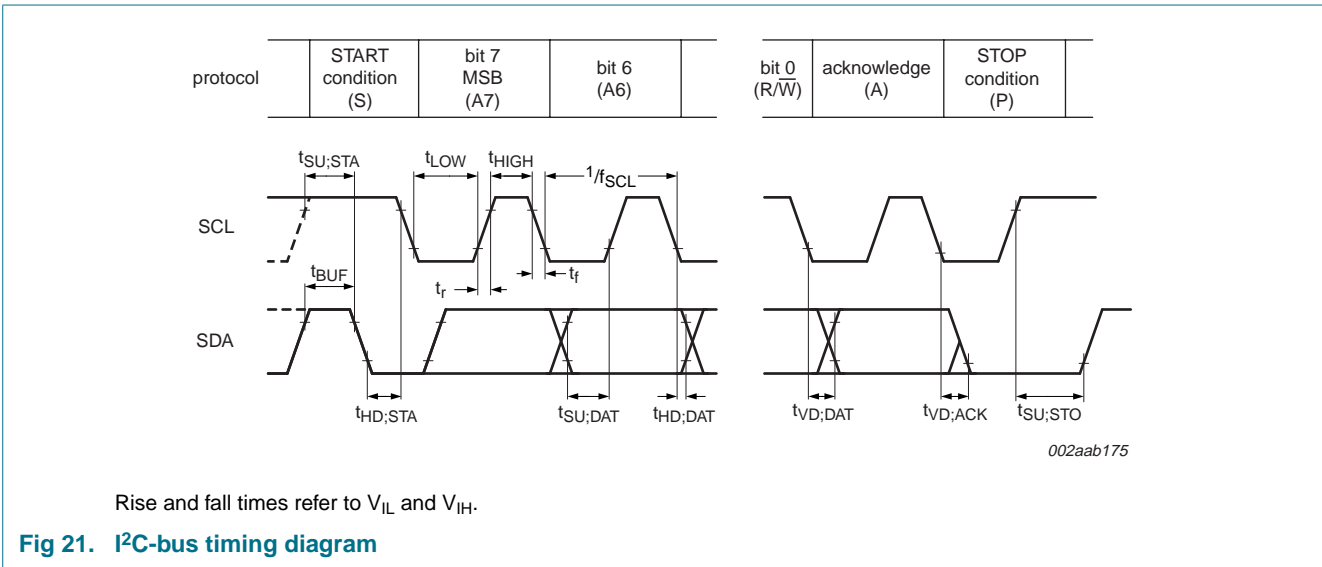 protocol
START
condition
(S)
bit 7
MSB
(A7)
bit 6
(A6)
bit 0
(R/W̅)
acknowledge
(A)
STOP
condition
(P)
tSU;STA
tLOW
tHIGH
1/fSCL
SCL
tBUF
tr
tf
SDA
tHD;STA
tSU;DAT
tHD;DAT
tVD;DAT
tVD;ACK
tSU;STO
002aab175
Rise and fall times refer to VIL and VIH.
Fig 21. I²C-bus timing diagram